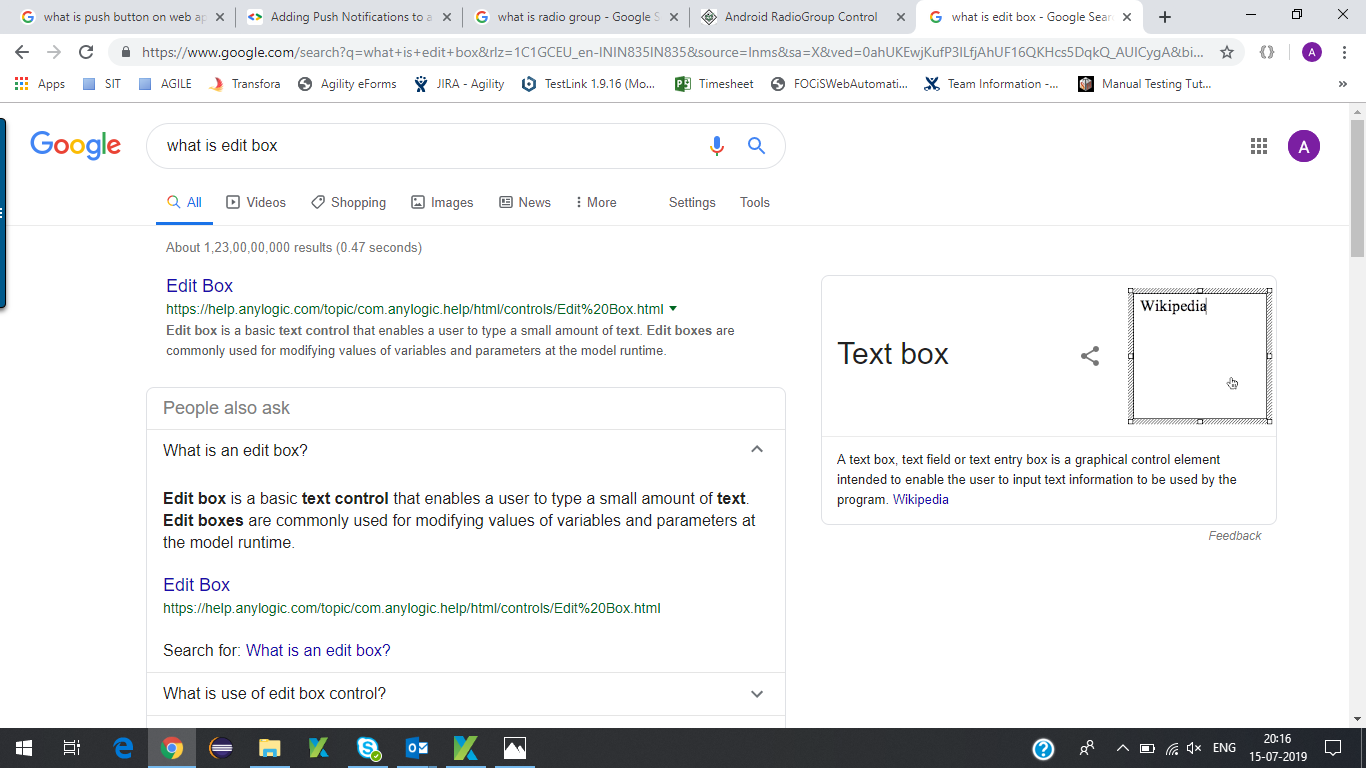 what is push button on web ap
Adding Push Notifications to a
what is radio group - Google S
Android RadioGroup Control
what is edit box - Google Sear
https://www.google.com/search?q=what+is+edit+box&rlz=1C1GCEU_en-ININ835IN835&source=lnms&sa=X&ved=0ahUKEwjKufP3lLfjAhUF16QKHcs5DqkQ_AUICygA&bi...
A
Apps
SIT
AGILE
Transfora
Agility eForms
JIRA - Agility
TestLink 1.9.16 (Mo...
Timesheet
FOCiSWebAutomati...
Team Information -...
Manual Testing Tut...
»
Google
what is edit box
A
All
Videos
Shopping
Images
News
More
Settings
Tools
About 1,23,00,00,000 results (0.47 seconds)
Edit Box
https://help.anylogic.com/topic/com.anylogic.help/html/controls/Edit%20Box.html
Edit box is a basic text control that enables a user to type a small amount of text. Edit boxes are
commonly used for modifying values of variables and parameters at the model runtime.
People also ask
What is an edit box?
Edit box is a basic text control that enables a user to type a small amount of text.
Edit boxes are commonly used for modifying values of variables and parameters at
the model runtime.
Edit Box
https://help.anylogic.com/topic/com.anylogic.help/html/controls/Edit%20Box.html
Search for: What is an edit box?
What is use of edit box control?
Text box
Wikipedia
A text box, text field or text entry box is a graphical control element
intended to enable the user to input text information to be used by the
program. Wikipedia
Feedback
ENG
20:16
15-07-2019